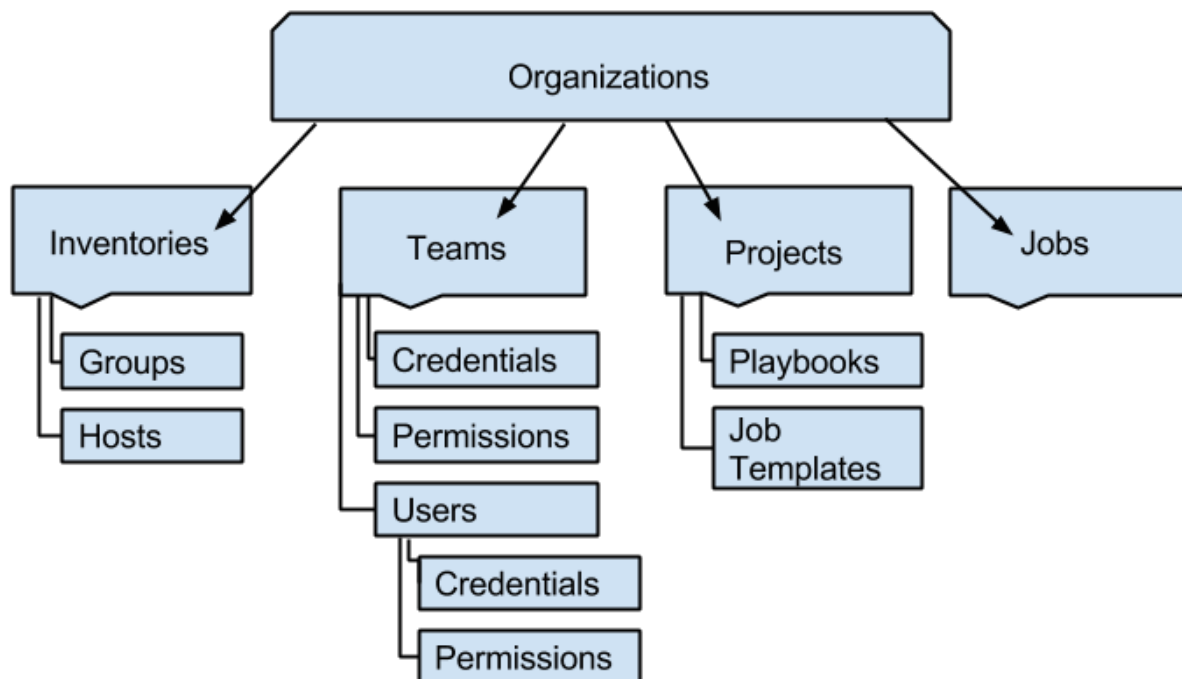 Organizations
Inventories
Teams
Projects
Jobs
Groups
Hosts
Credentials
Permissions
Users
Credentials
Permissions
Playbooks
Job
Templates